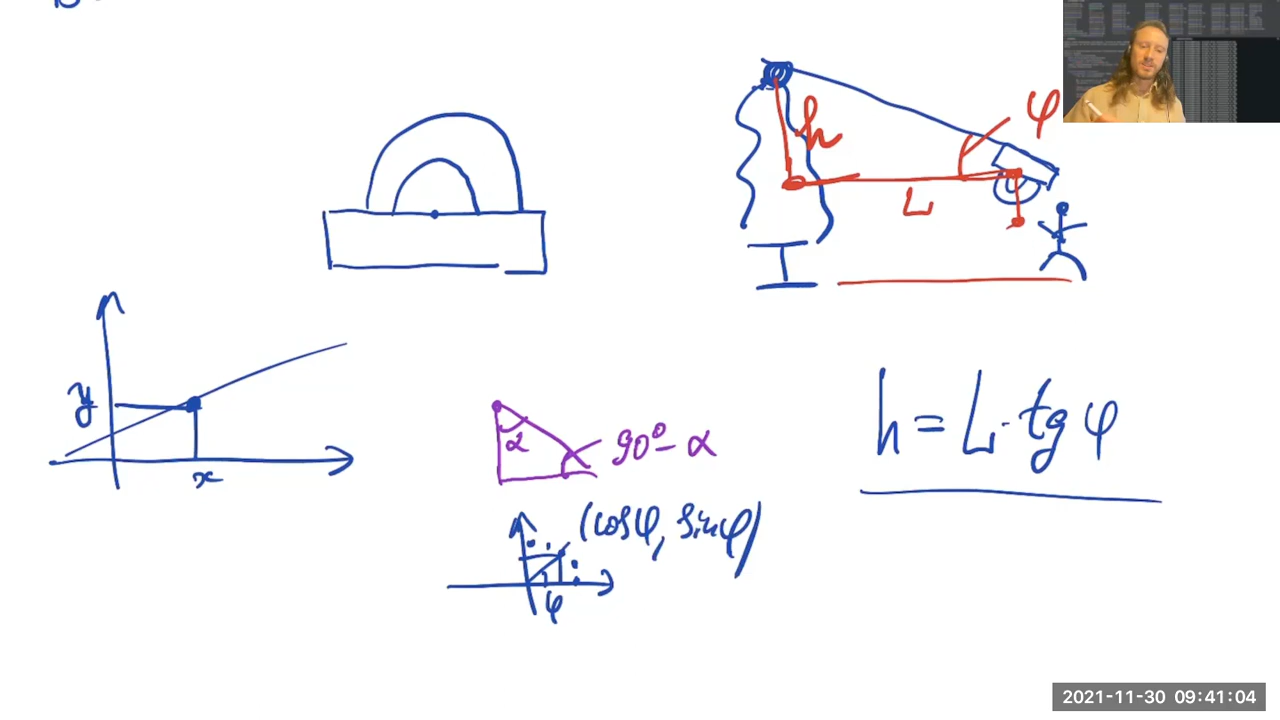 h
φ
L
y
x
α
90° - α
h = L · tg φ
(cosφ, sinφ)
φ
2021-11-30 09:41:04